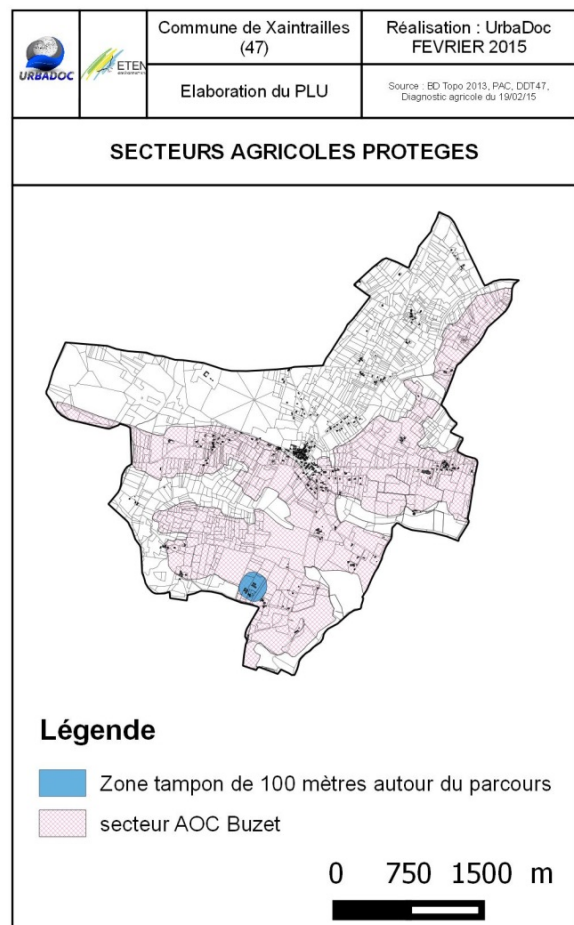 URBADOC
ETEN
Commune de Xaintrailles
(47)
Réalisation : UrbaDoc
FEVRIER 2015
Elaboration du PLU
Source : BD Topo 2013, PAC, DDT47,
Diagnostic agricole du 19/02/15
SECTEURS AGRICOLES PROTEGES
Légende
Zone tampon de 100 mètres autour du parcours
secteur AOC Buzet
0 750 1500 m